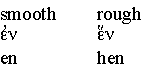 smooth rough
ἐν ἕν
en hen